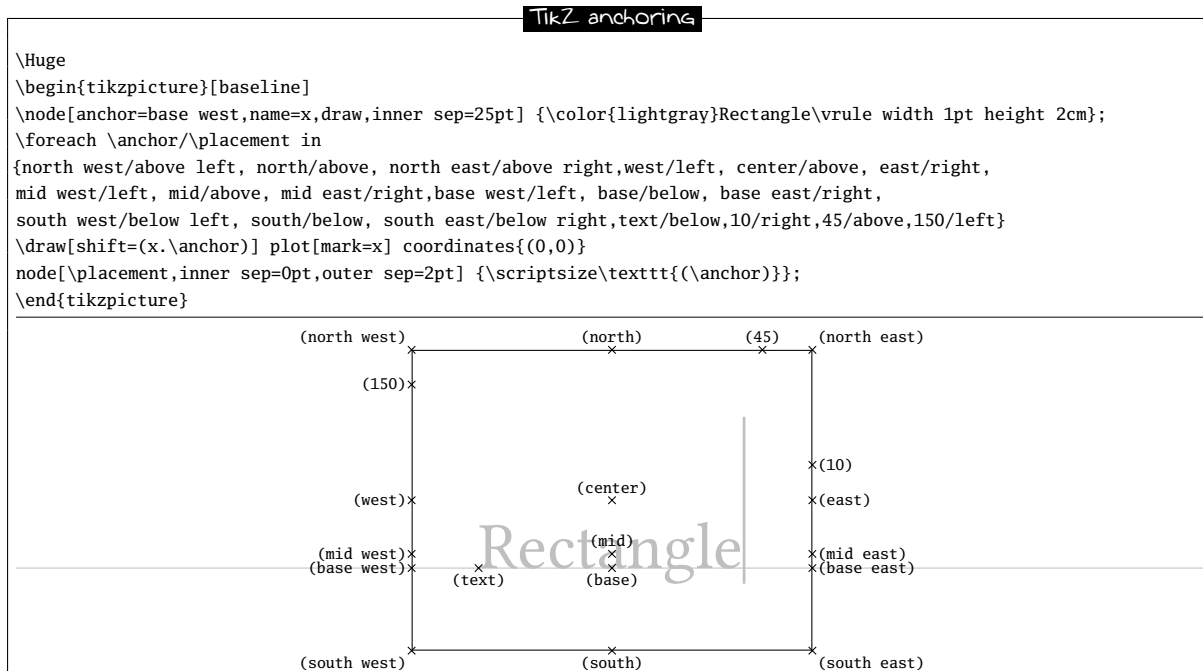 TikZ anchoring
\Huge
\begin{tikzpicture}[baseline]
\node[anchor=base west,name=x,draw,inner sep=25pt] {\color{lightgray}Rectangle\vrule width 1pt height 2cm};
\foreach \anchor/\placement in
{north west/above left, north/above, north east/above right,west/left, center/above, east/right,
mid west/left, mid/above, mid east/right,base west/left, base/below, base east/right,
south west/below left, south/below, south east/below right,text/below,10/right,45/above,150/left}
\draw[shift=(x.\anchor)] plot[mark=x] coordinates{(0,0)}
node[\placement,inner sep=0pt,outer sep=2pt] {\scriptsize\texttt{(\anchor)}};
\end{tikzpicture}
(north west) (north) (45) (north east)
(150)
(10)
(center)
(west) (east)
Rectangle
(mid)
(mid west) (mid east)
(base west) (base east)
(text) (base)
(south west) (south) (south east)